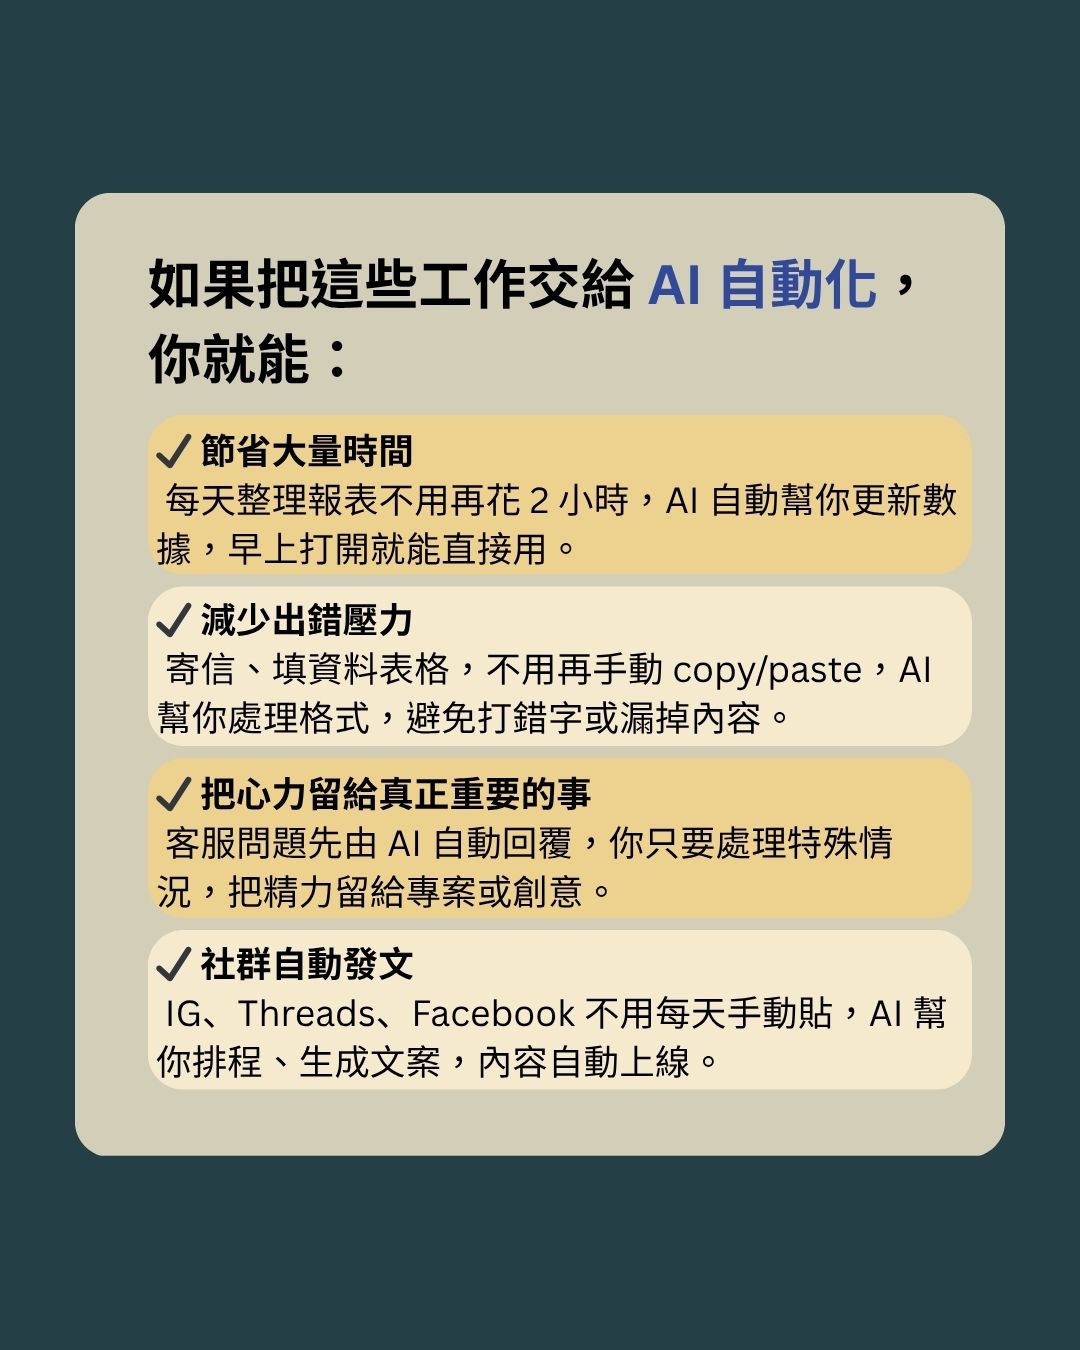 如果把這些工作交給 AI 自動化，
你就能：
✓ 節省大量時間
每天整理報表不用再花 2 小時，AI 自動幫你更新數
據，早上打開就能直接用。
✓ 減少出錯壓力
寄信、填資料表格，不用再手動 copy/paste，AI
幫你處理格式，避免打錯字或漏掉內容。
✓ 把心力留給真正重要的事
客服問題先由 AI 自動回覆，你只要處理特殊情
況，把精力留給專案或創意。
✓ 社群自動發文
IG、Threads、Facebook 不用每天手動貼，AI 幫
你排程、生成文案，內容自動上線。